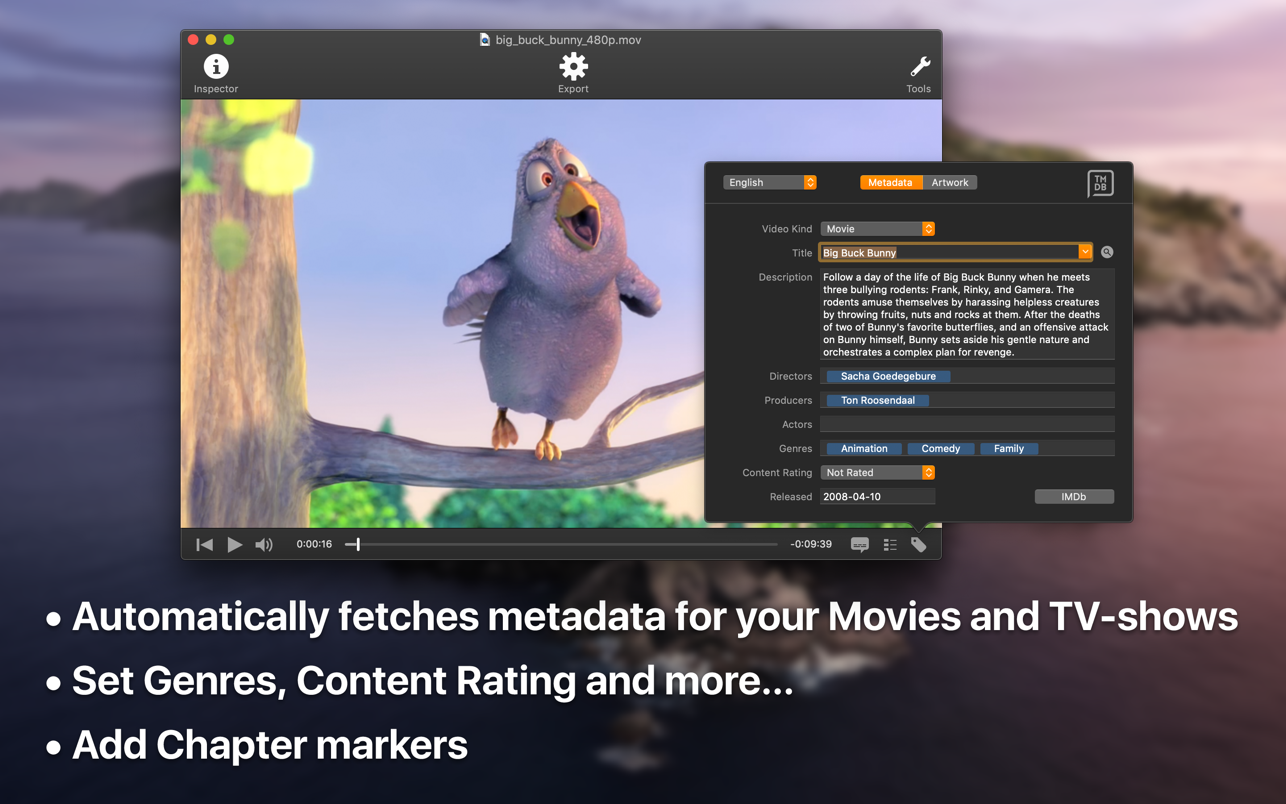 big_buck_bunny_480p.mov
Inspector
Export
Tools
English
Metadata
Artwork
TM
DB
Video Kind
Movie
Title
Big Buck Bunny
Description
Follow a day of the life of Big Buck Bunny when he meets
three bullying rodents: Frank, Rinky, and Gamera. The
rodents amuse themselves by harassing helpless creatures
by throwing fruits, nuts and rocks at them. After the deaths
of two of Bunny's favorite butterflies, and an offensive attack
on Bunny himself, Bunny sets aside his gentle nature and
orchestrates a complex plan for revenge.
Directors
Sacha Goedegebure
Producers
Ton Roosendaal
Actors
Genres
Animation
Comedy
Family
Content Rating
Not Rated
Released
2008-04-10
IMDb
0:00:16
-0:09:39
• Automatically fetches metadata for your Movies and TV-shows
• Set Genres, Content Rating and more...
• Add Chapter markers